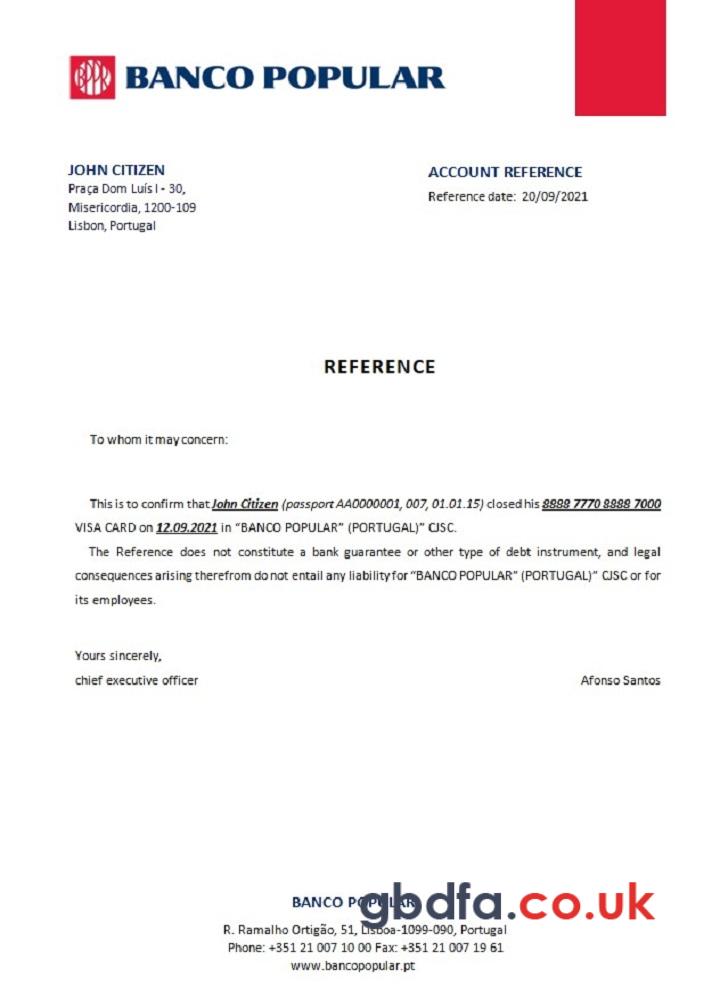 BANCO POPULAR
JOHN CITIZEN
Praça Dom Luís I - 30,
Misericordia, 1200-109
Lisbon, Portugal
ACCOUNT REFERENCE
Reference date: 20/09/2021
REFERENCE
To whom it may concern:
This is to confirm that John Citizen (passport AA0000001, 007, 01.01.15) closed his 8888 7770 8888 7000
VISA CARD on 12.09.2021 in “BANCO POPULAR” (PORTUGAL)” CJSC.
The Reference does not constitute a bank guarantee or other type of debt instrument, and legal
consequences arising therefrom do not entail any liability for “BANCO POPULAR” (PORTUGAL)” CJSC or for
its employees.
Yours sincerely,
chief executive officer
Afonso Santos
BANCO POPULAR
gbdfa.co.uk
R. Ramalho Ortigão, 51, Lisboa-1099-090, Portugal
Phone: +351 21 007 10 00 Fax: +351 21 007 19 61
www.bancopopular.pt